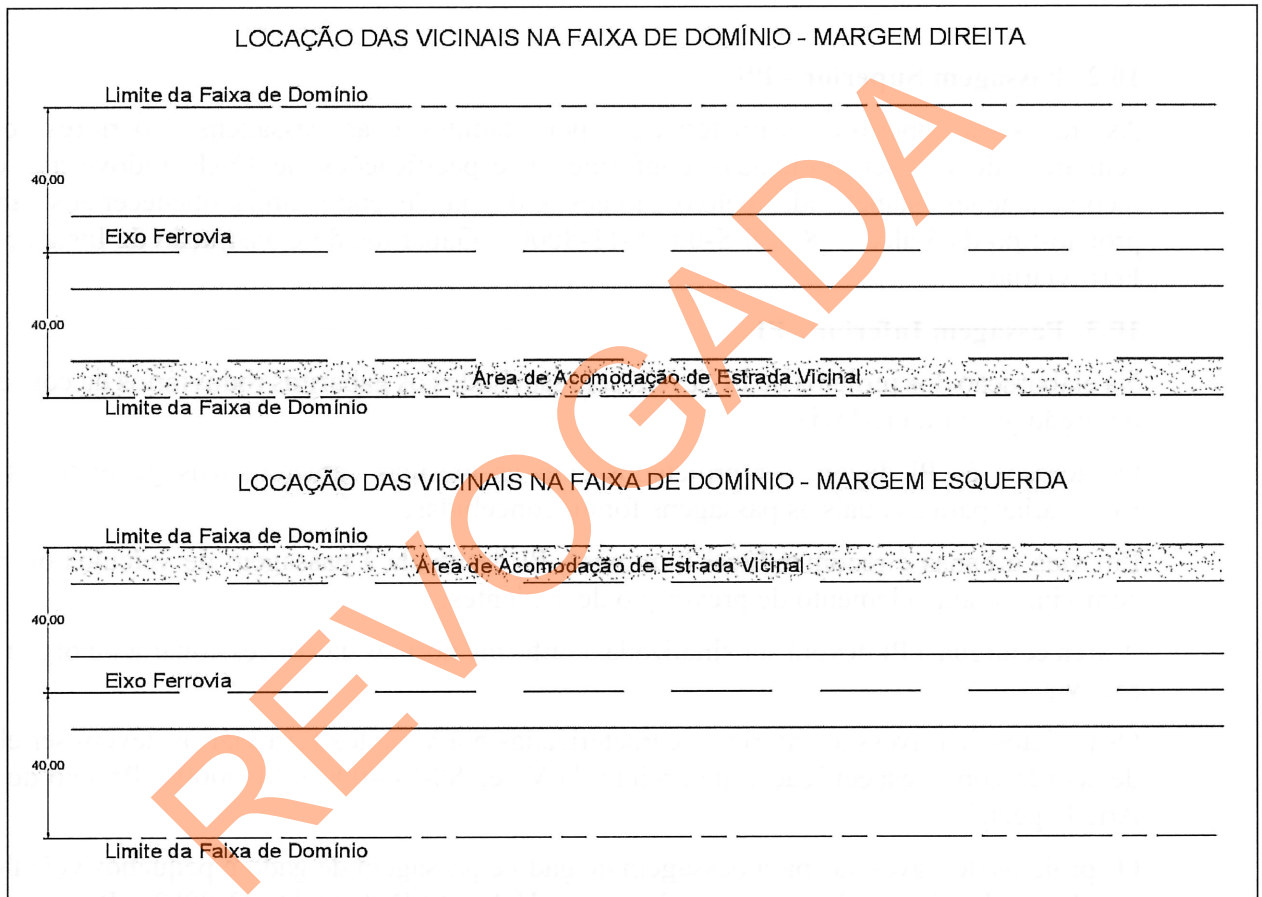 LOCAÇÃO DAS VICINAIS NA FAIXA DE DOMÍNIO - MARGEM DIREITA
Limite da Faixa de Domínio
40,00
Eixo Ferrovia
40,00
Área de Acomodação de Estrada Vicinal
Limite da Faixa de Domínio
LOCAÇÃO DAS VICINAIS NA FAIXA DE DOMÍNIO - MARGEM ESQUERDA
Limite da Faixa de Domínio
Área de Acomodação de Estrada Vicinal
40,00
Eixo Ferrovia
40,00
Limite da Faixa de Domínio
REVOGADA